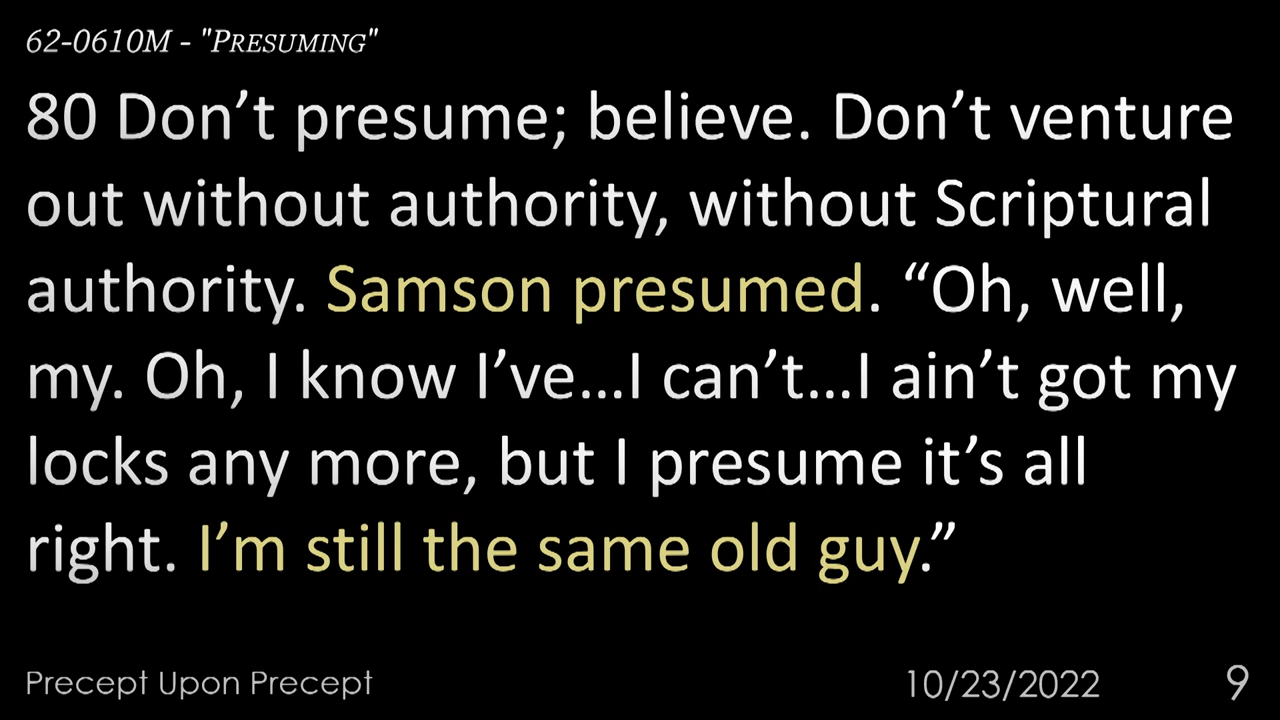 62-0610M - "PRESUMING"
80 Don’t presume; believe. Don’t venture
out without authority, without Scriptural
authority. Samson presumed. “Oh, well,
my. Oh, I know I’ve…I can’t…I ain’t got my
locks any more, but I presume it’s all
right. I’m still the same old guy.”
Precept Upon Precept
10/23/2022
9